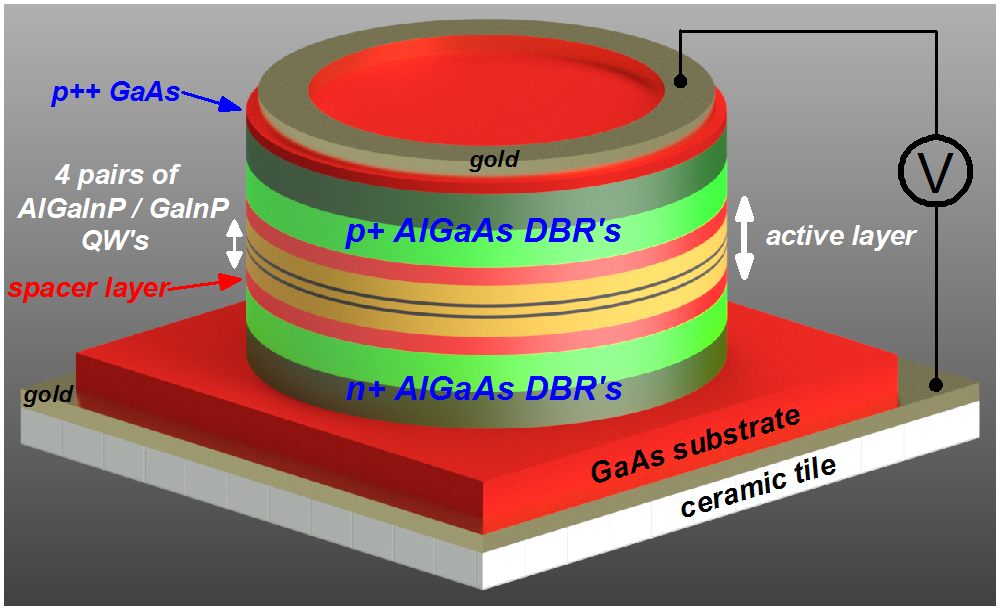 p++ GaAs
gold
4 pairs of
AlGaInP / GaInP
QW's
p+ AlGaAs DBR's
active layer
V
spacer layer
n+ AlGaAs DBR's
gold
GaAs substrate
ceramic tile